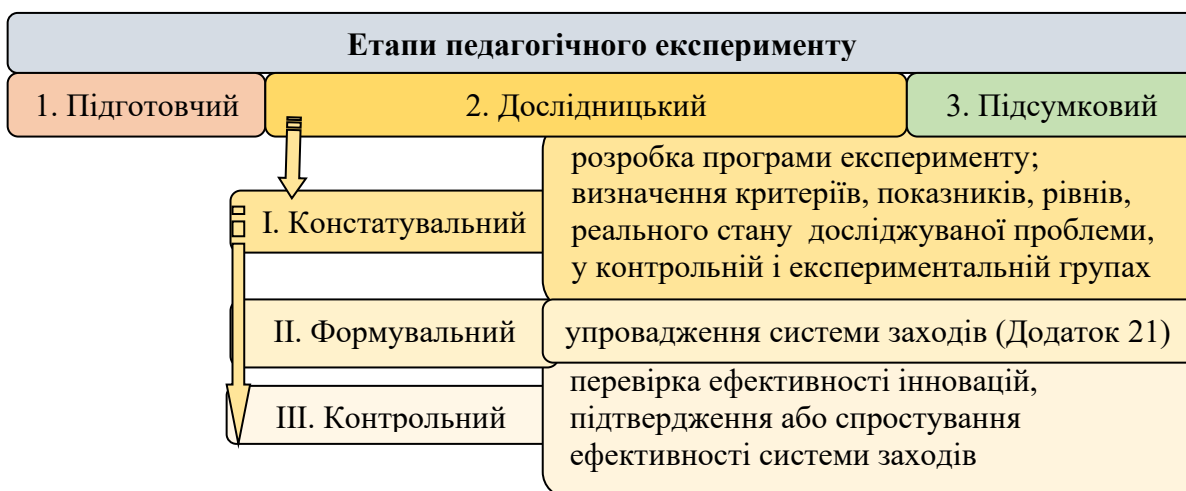 Етапи педагогічного експерименту
1. Підготовчий
2. Дослідницький
3. Підсумковий
І. Констатувальний
розробка програми експерименту;
визначення критеріїв, показників, рівнів,
реального стану досліджуваної проблеми,
у контрольній і експериментальній групах
ІІ. Формувальний
упровадження системи заходів (Додаток 21)
ІІІ. Контрольний
перевірка ефективності інновацій,
підтвердження або спростування
ефективності системи заходів